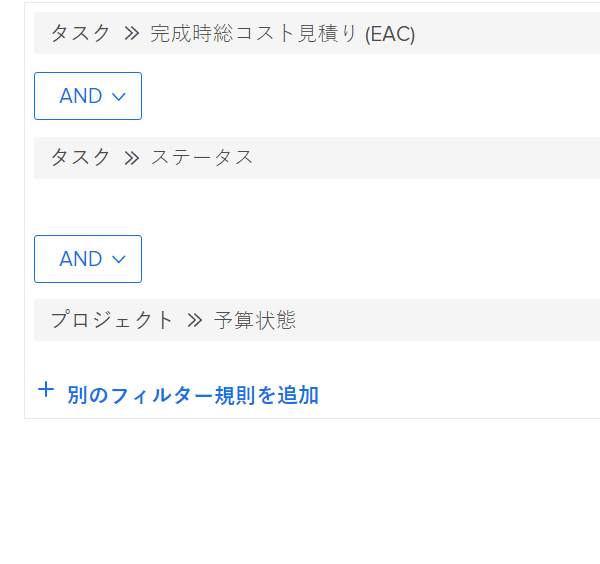 タスク » 完成時総コスト見積り (EAC)
AND
タスク » ステータス
AND
プロジェクト » 予算状態
+ 別のフィルター規則を追加